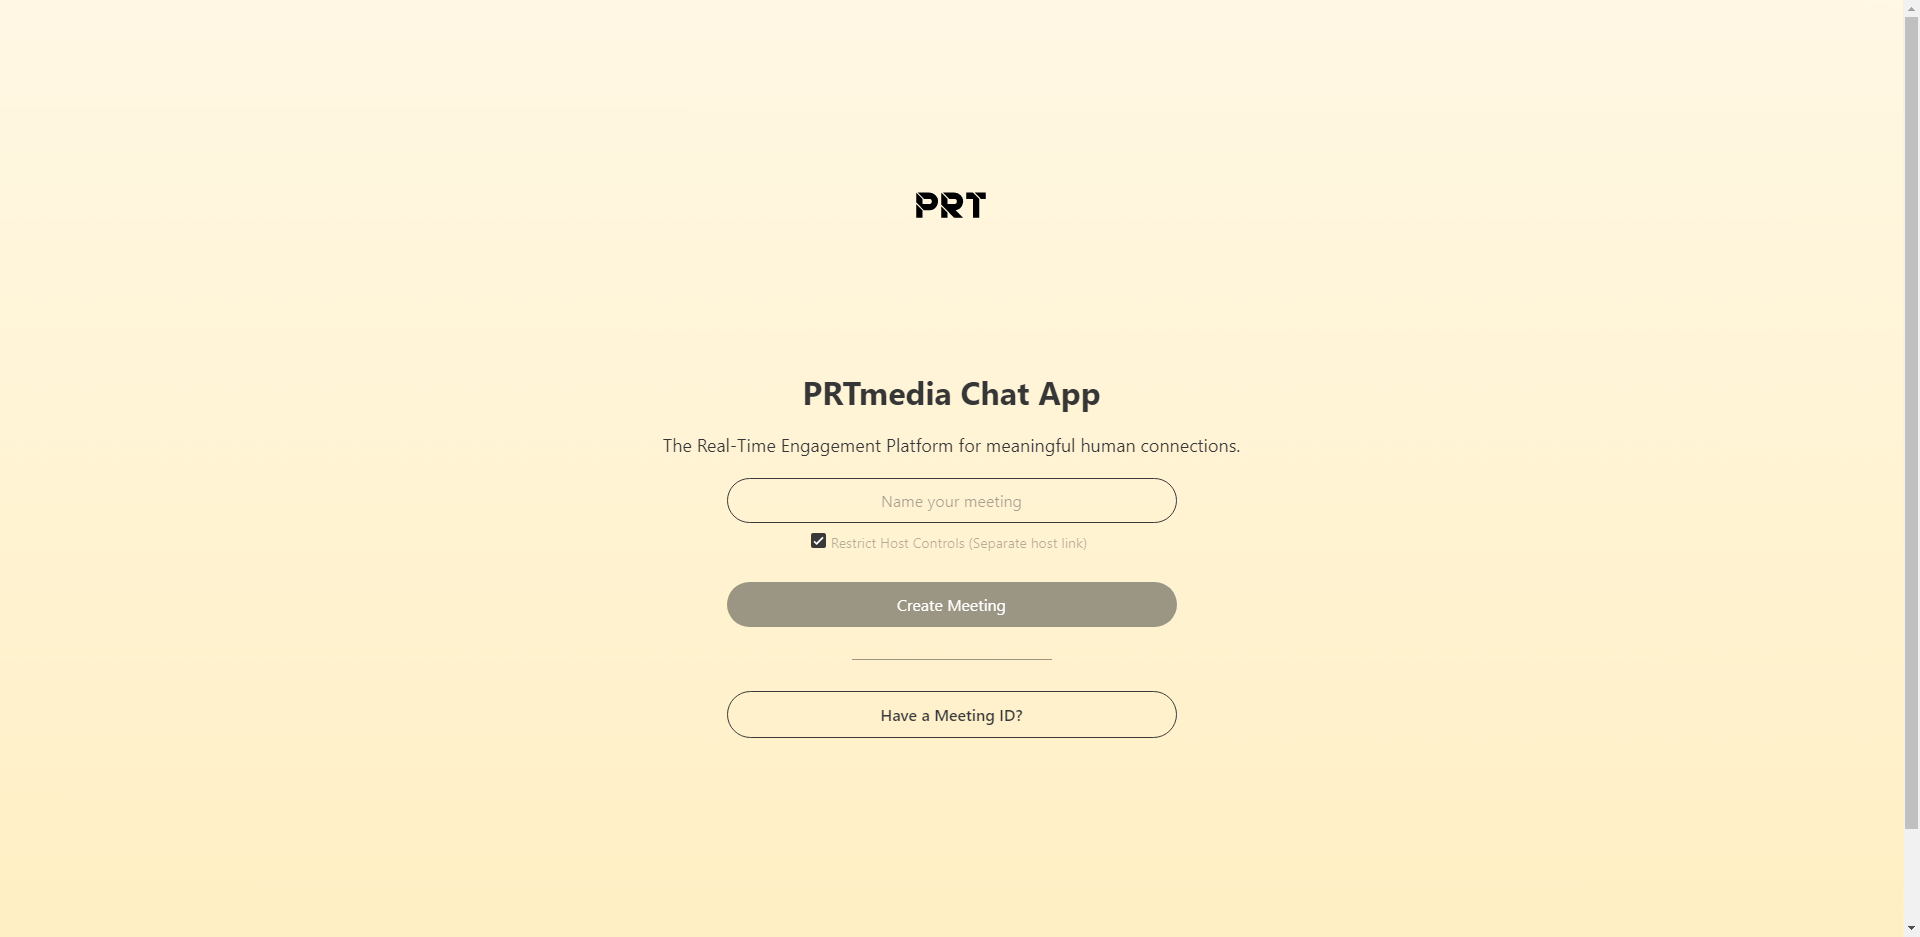 PRT
PRTmedia Chat App
The Real-Time Engagement Platform for meaningful human connections.
Name your meeting
Restrict Host Controls (Separate host link)
Create Meeting
Have a Meeting ID?